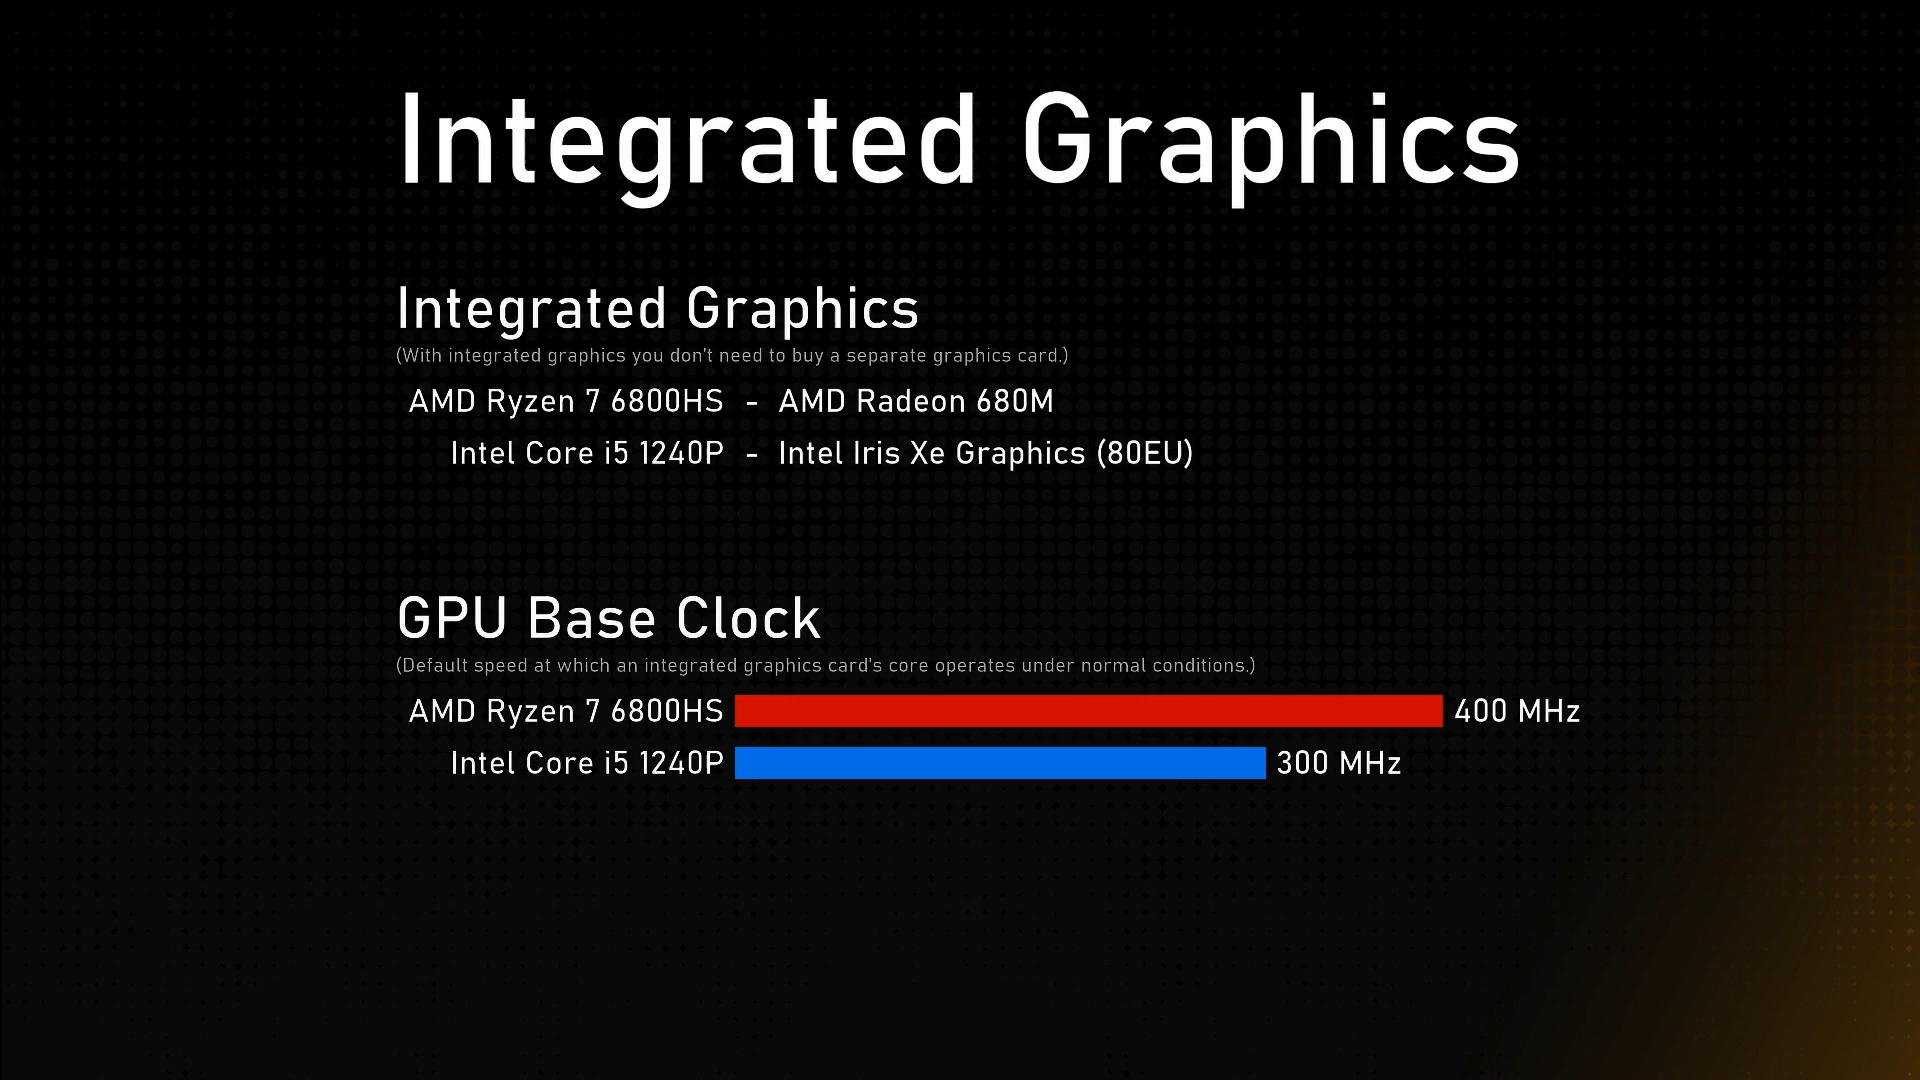 Integrated Graphics
Integrated Graphics
(With integrated graphics you don't need to buy a separate graphics card.)
AMD Ryzen 7 6800HS - AMD Radeon 680M
Intel Core i5 1240P - Intel Iris Xe Graphics (80EU)
GPU Base Clock
(Default speed at which an integrated graphics card's core operates under normal conditions.)
AMD Ryzen 7 6800HS 400 MHz
Intel Core i5 1240P 300 MHz